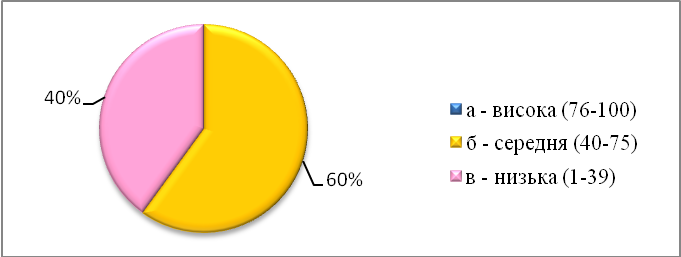 40%
60%
а - висока (76-100)
б - середня (40-75)
в - низька (1-39)